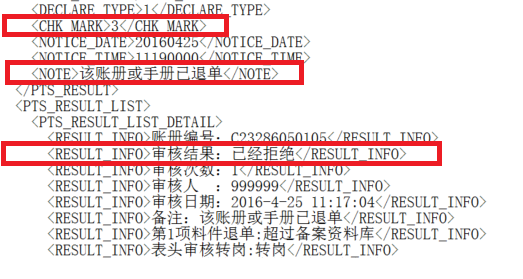 <DECLARE_TYPE>1</DECLARE_TYPE>
<CHK_MARK>3</CHK_MARK>
<NOTICE_DATE>20160425</NOTICE_DATE>
<NOTICE_TIME>11190000</NOTICE_TIME>
<NOTE>该账册或手册已退单</NOTE>
</PTS_RESULT>
<PTS_RESULT_LIST>
<PTS_RESULT_LIST_DETAIL>
<RESULT_INFO>账册编号：C23286050105</RESULT_INFO>
<RESULT_INFO>审核结果：已经拒绝</RESULT_INFO>
<RESULT_INFO>审核次数：1</RESULT_INFO>
<RESULT_INFO>审核人　：999999</RESULT_INFO>
<RESULT_INFO>审核日期：2016-4-25 11:17:04</RESULT_INFO>
<RESULT_INFO>备注：该账册或手册已退单</RESULT_INFO>
<RESULT_INFO>第1项料件退单:超过备案资料库</RESULT_INFO>
<RESULT_INFO>表头审核转岗:转岗</RESULT_INFO>